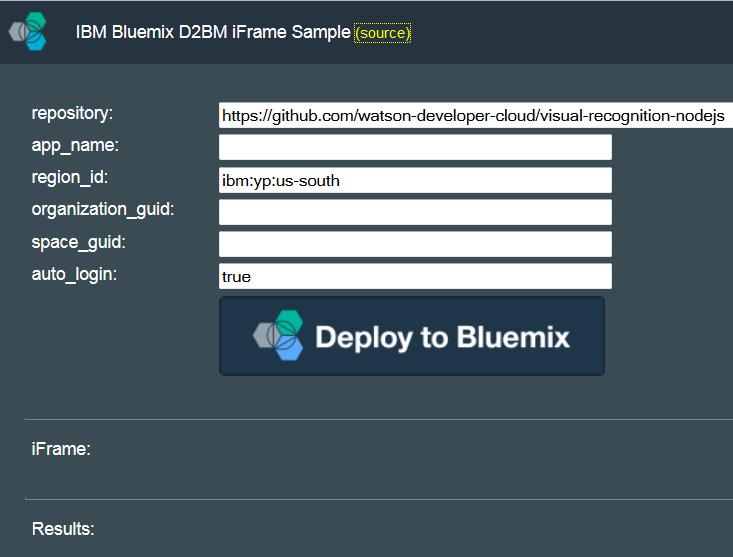 IBM Bluemix D2BM iFrame Sample (source)
repository: https://github.com/watson-developer-cloud/visual-recognition-nodejs
app_name:
region_id: ibm:yp:us-south
organization_guid:
space_guid:
auto_login: true
Deploy to Bluemix
iFrame:
Results: